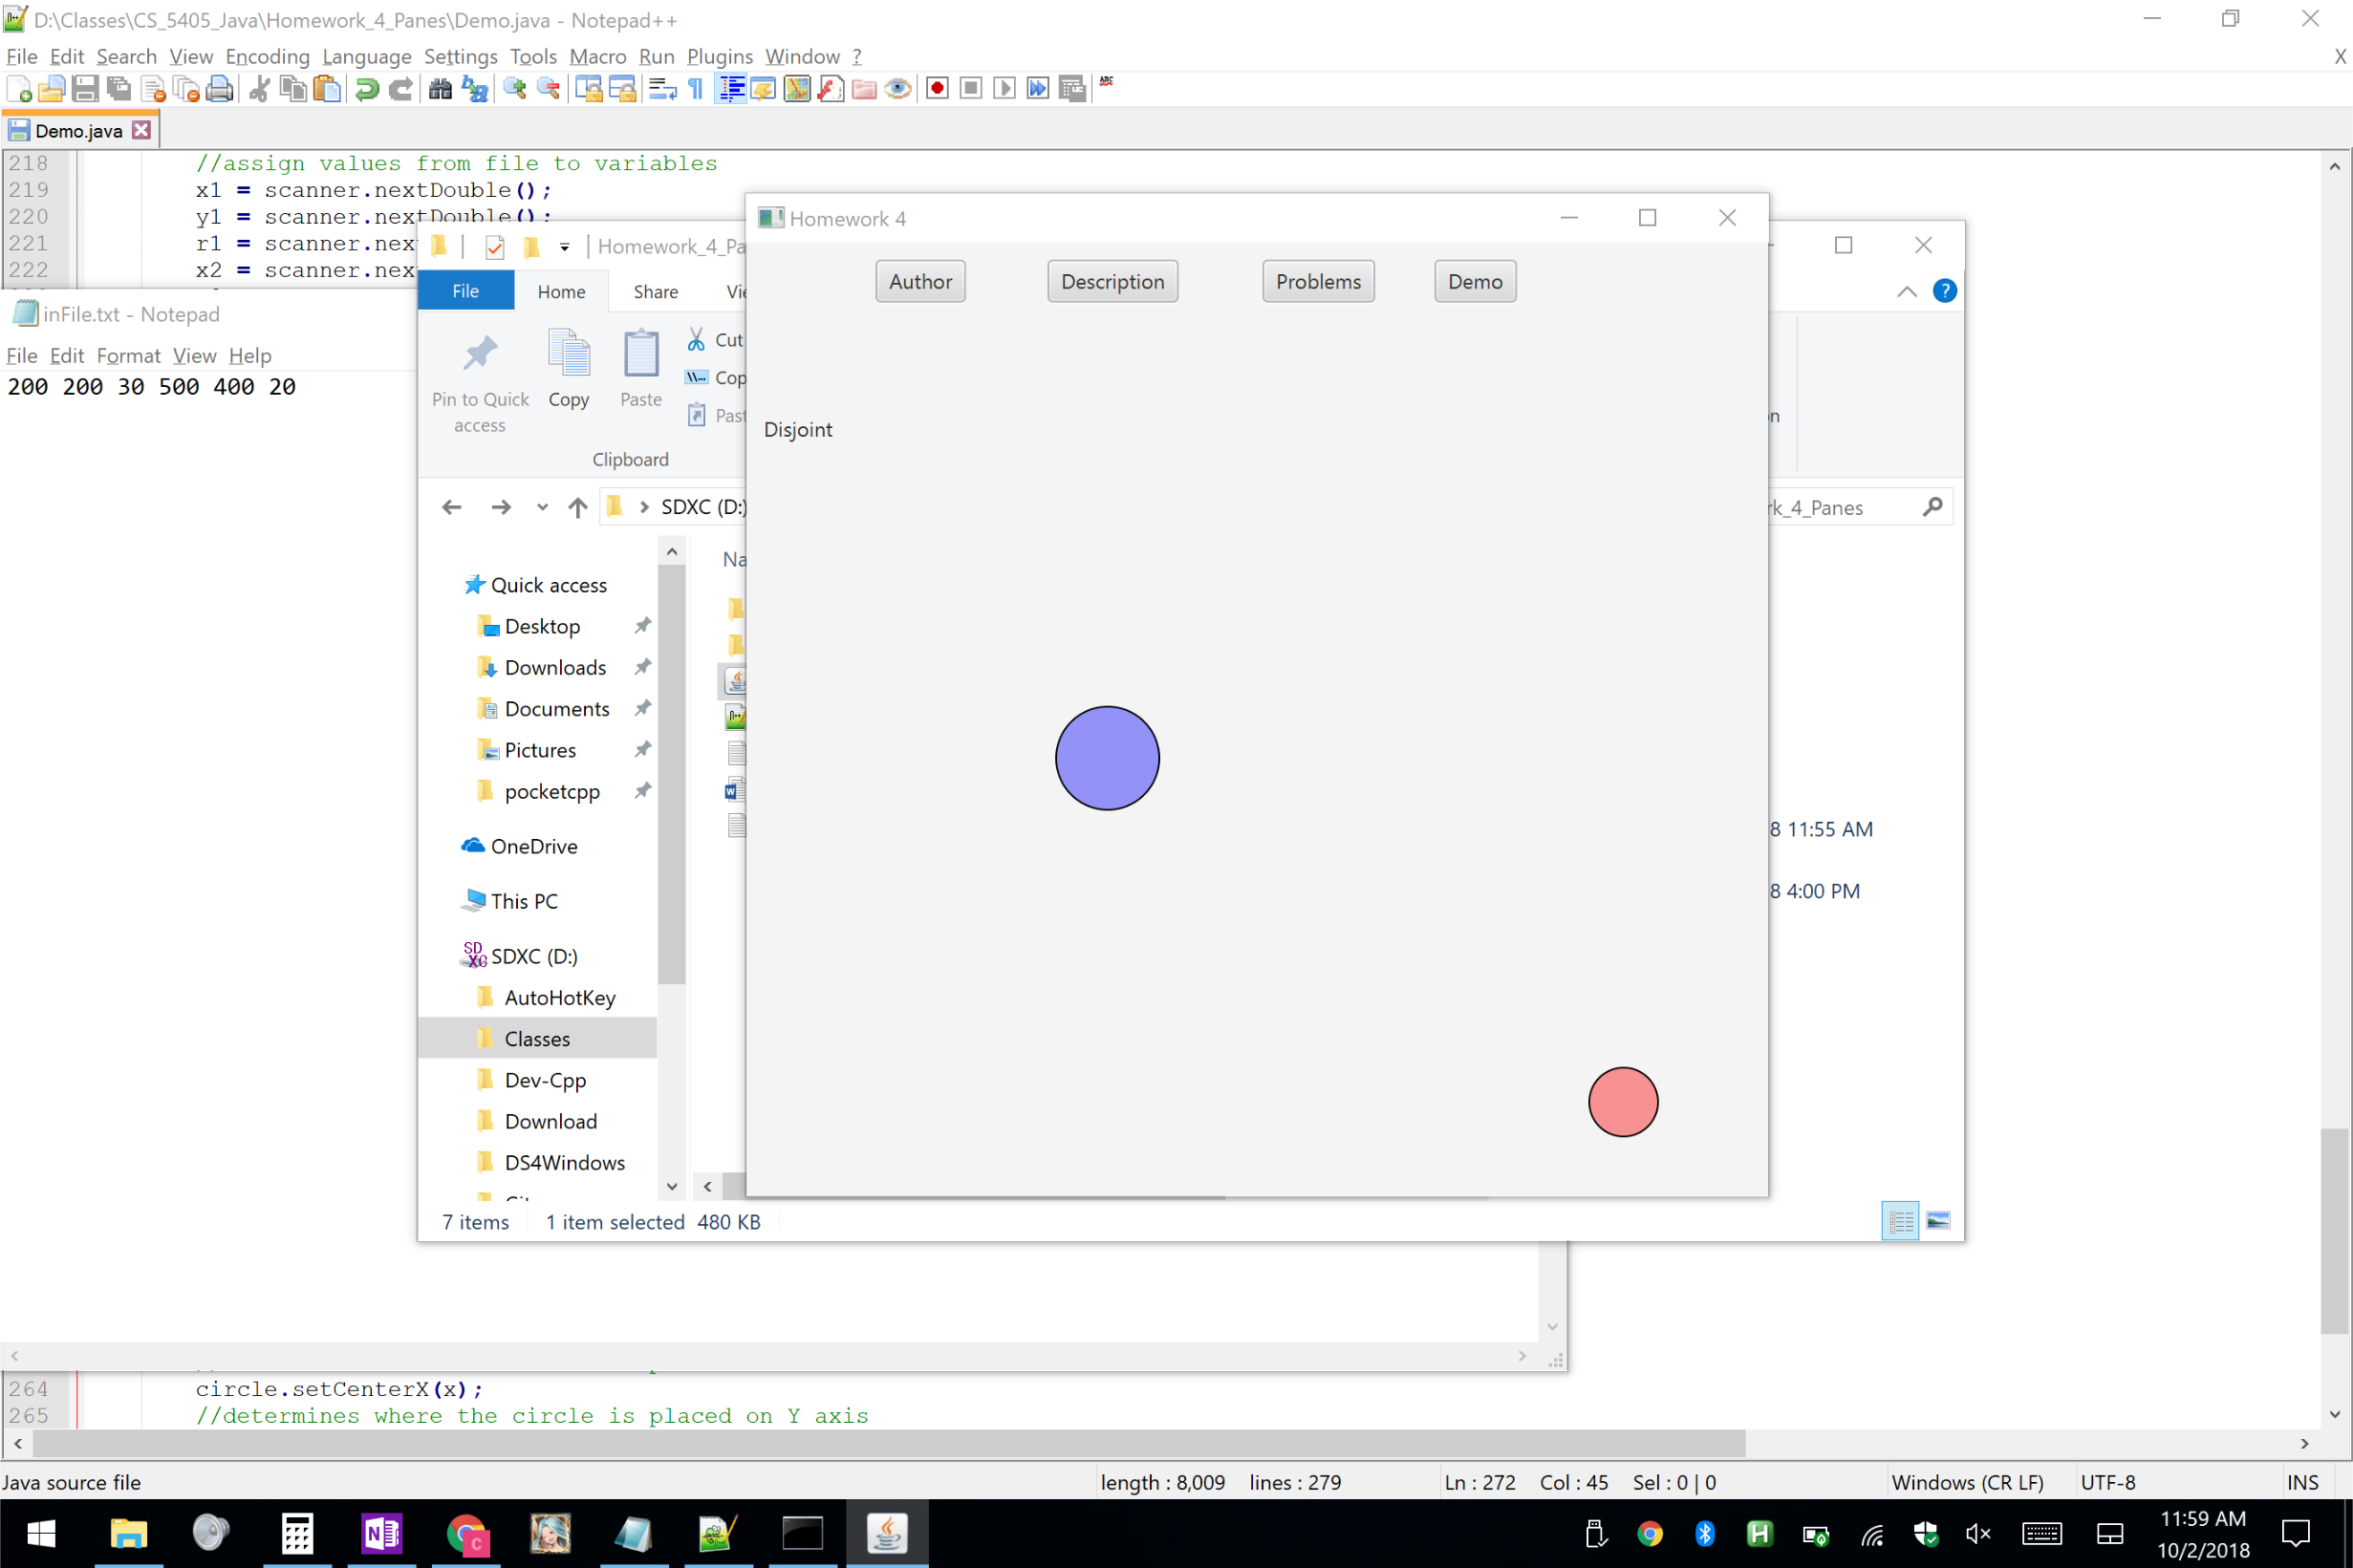 D:\Classes\CS_5405_Java\Homework_4_Panes\Demo.java - Notepad++
File Edit Search View Encoding Language Settings Tools Macro Run Plugins Window ?
X
ABC
Demo.java
218 //assign values from file to variables
219 x1 = scanner.nextDouble();
220 y1 = scanner.nextDouble();
221 r1 = scanner.nex
222 x2 = scanner.nex
inFile.txt - Notepad
File Edit Format View Help
200 200 30 500 400 20
Homework_4_Pa
File Home Share Vi
Pin to Quick access
Copy
Paste
Cut
Cop
Past
Clipboard
SDXC (D:)
rk_4_Panes
Na
Quick access
Desktop
Downloads
Documents
Pictures
pocketcpp
OneDrive
This PC
SDXC (D:)
AutoHotKey
Classes
Dev-Cpp
Download
DS4Windows
8 11:55 AM
8 4:00 PM
7 items 1 item selected 480 KB
Homework 4
Author Description Problems Demo
Disjoint
264 circle.setCenterX(x);
265 //determines where the circle is placed on Y axis
Java source file length : 8,009 lines : 279 Ln : 272 Col : 45 Sel : 0 | 0 Windows (CR LF) UTF-8 INS
11:59 AM
10/2/2018